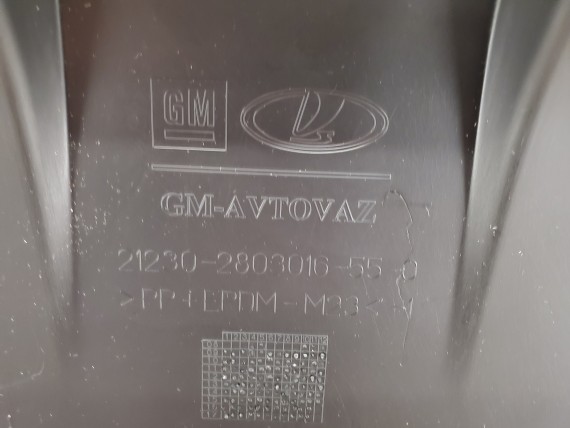 GM
GM-AVTOVAZ
21230-2803016-55-0
>PP+EPDM-M33<